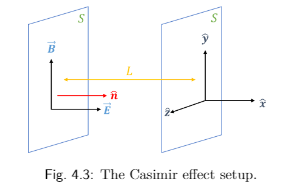 S
S
B
ŷ
L
n̂
E
ẑ
x̂
Fig. 4.3: The Casimir effect setup.